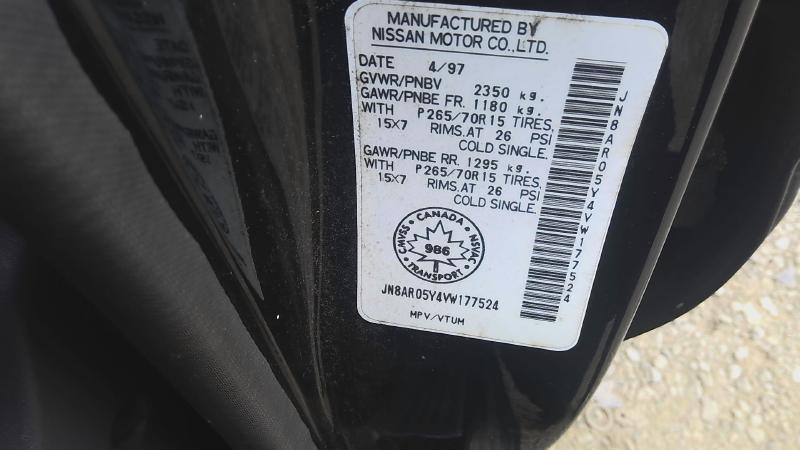 MANUFACTURED BY
NISSAN MOTOR CO.,LTD.
DATE 4/97
GVWR/PNBV 2350 kg.
GAWR/PNBE FR. 1180 kg.
WITH P265/70R15 TIRES,
15X7 RIMS.AT 26 PSI
COLD SINGLE.
GAWR/PNBE RR. 1295 kg.
WITH P265/70R15 TIRES,
15X7 RIMS.AT 26 PSI
COLD SINGLE.
CANADA
CMVSS 986 NSVAC
TRANSPORT
JN8AR05Y4VW177524
MPV/VTUM
JN8AR05Y4VW177524